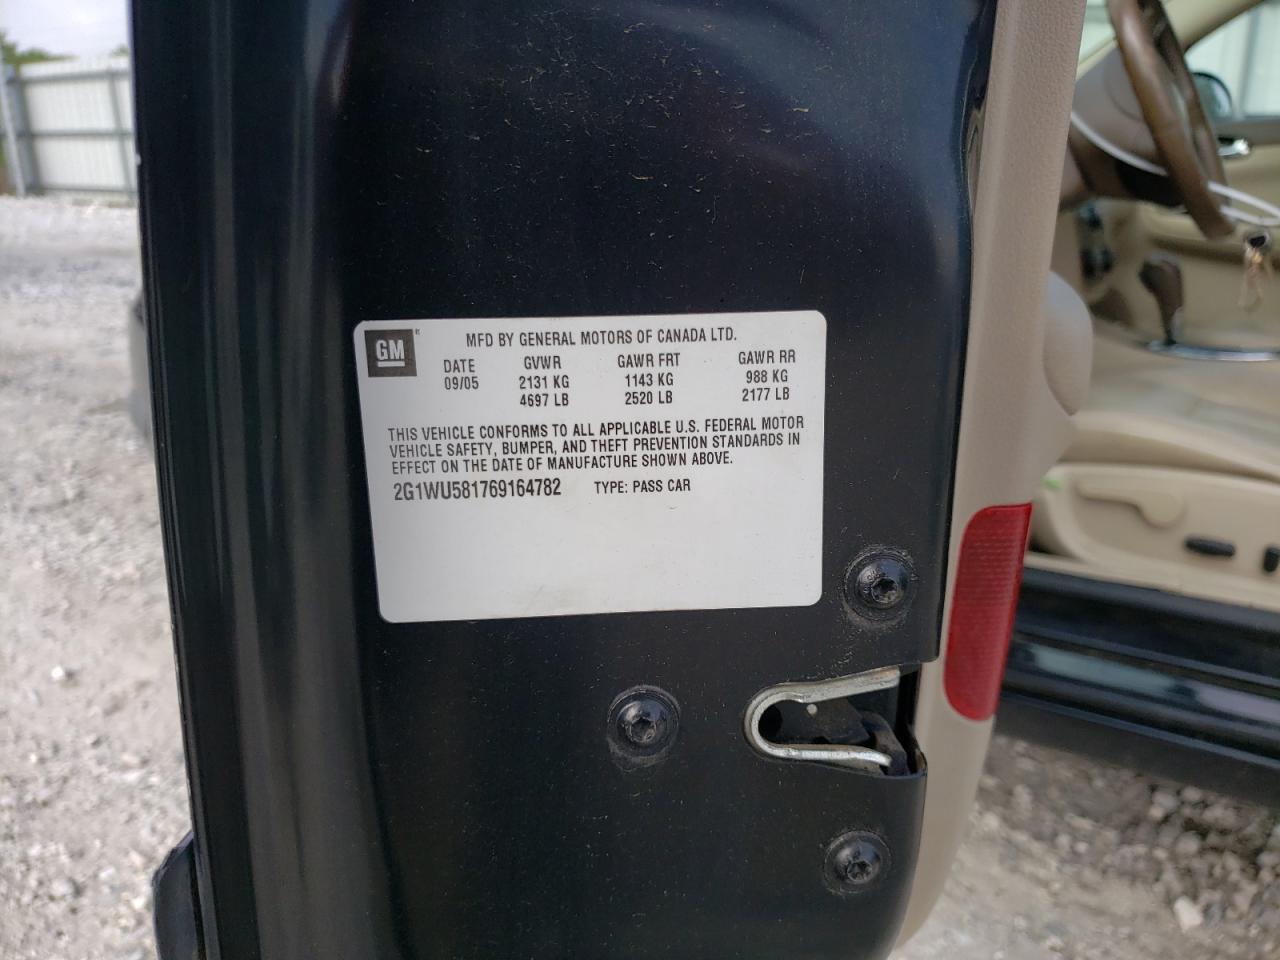 GM
MFD BY GENERAL MOTORS OF CANADA LTD.
DATE GVWR GAWR FRT GAWR RR
09/05 2131 KG 1143 KG 988 KG
4697 LB 2520 LB 2177 LB
THIS VEHICLE CONFORMS TO ALL APPLICABLE U.S. FEDERAL MOTOR
VEHICLE SAFETY, BUMPER, AND THEFT PREVENTION STANDARDS IN
EFFECT ON THE DATE OF MANUFACTURE SHOWN ABOVE.
2G1WU581769164782 TYPE: PASS CAR